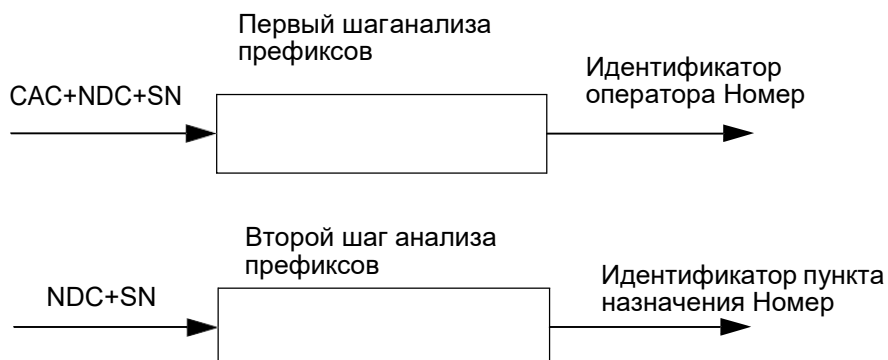 Первый шаганализа
префиксов
CAC+NDC+SN
Идентификатор
оператора Номер
Второй шаг анализа
префиксов
NDC+SN
Идентификатор пункта
назначения Номер